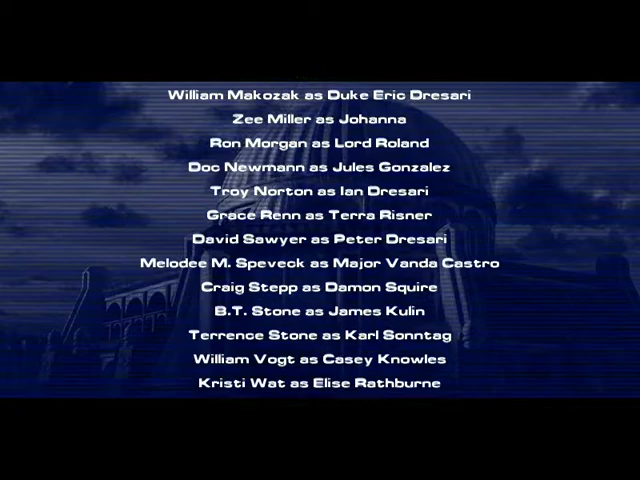 William Makozak as Duke Eric Dresari
Zee Miller as Johanna
Ron Morgan as Lord Roland
Doc Newmann as Jules Gonzalez
Troy Norton as Ian Dresari
Grace Renn as Terra Risner
David Sawyer as Peter Dresari
Melodee M. Speveck as Major Vanda Castro
Craig Stepp as Damon Squire
B.T. Stone as James Kulin
Terrence Stone as Karl Sonntag
William Vogt as Casey Knowles
Kristi Wat as Elise Rathburne